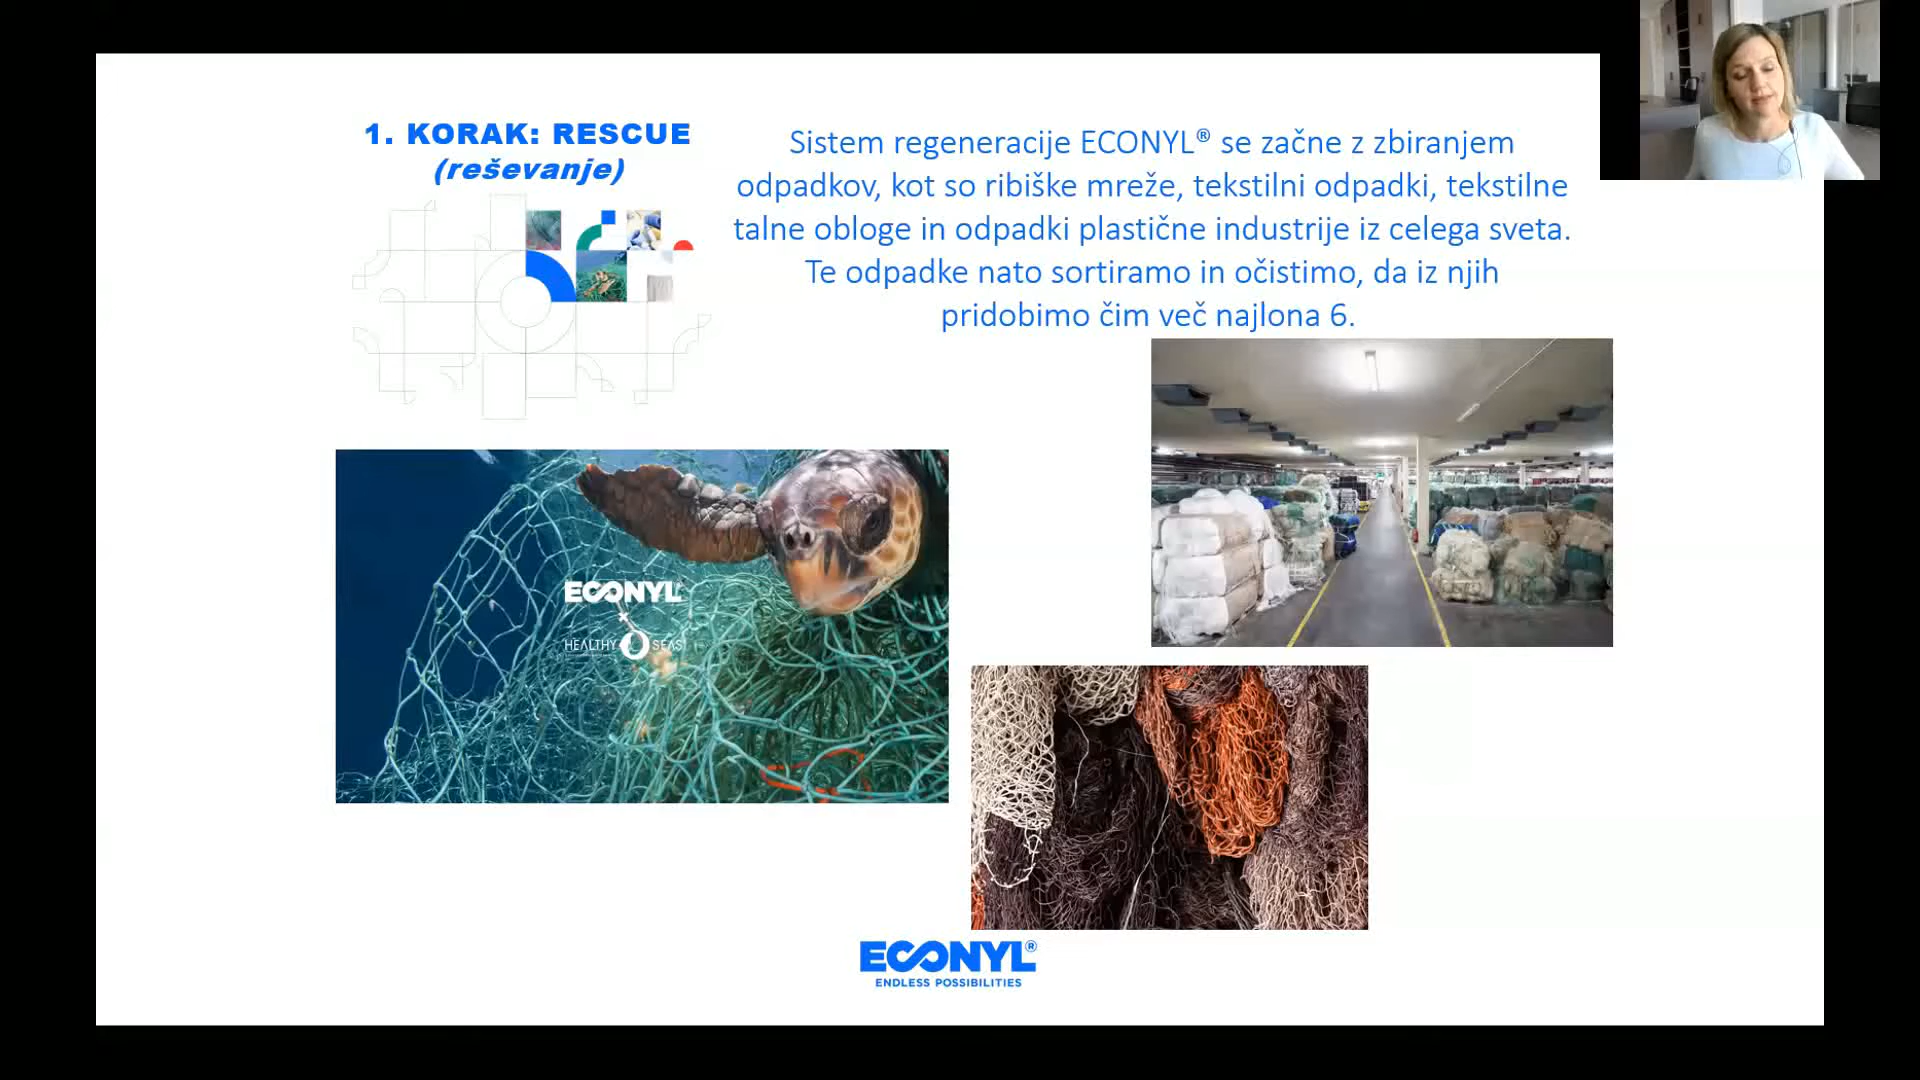 1. KORAK: RESCUE
(reševanje)
Sistem regeneracije ECONYL® se začne z zbiranjem
odpadkov, kot so ribiške mreže, tekstilni odpadki, tekstilne
talne obloge in odpadki plastične industrije iz celega sveta.
Te odpadke nato sortiramo in očistimo, da iz njih
pridobimo čim več najlona 6.
ECONYL®
x
HEALTHY SEAS
ECONYL®
ENDLESS POSSIBILITIES